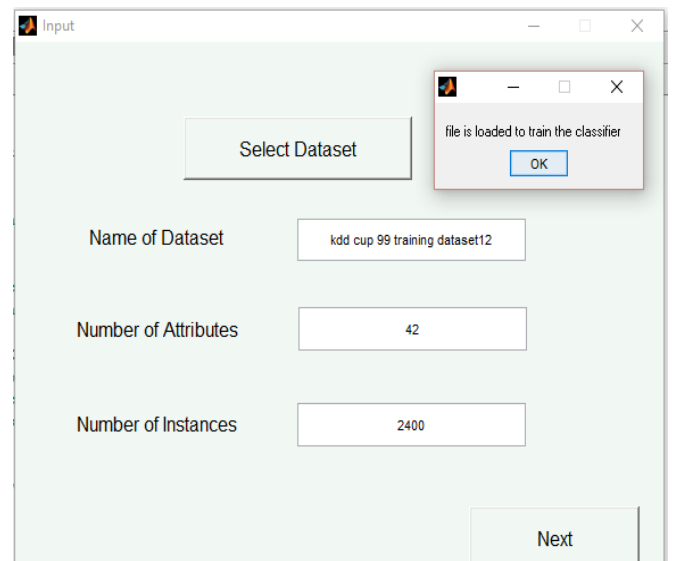 Input
file is loaded to train the classifier
OK
Select Dataset
Name of Dataset
kdd cup 99 training dataset12
Number of Attributes
42
Number of Instances
2400
Next